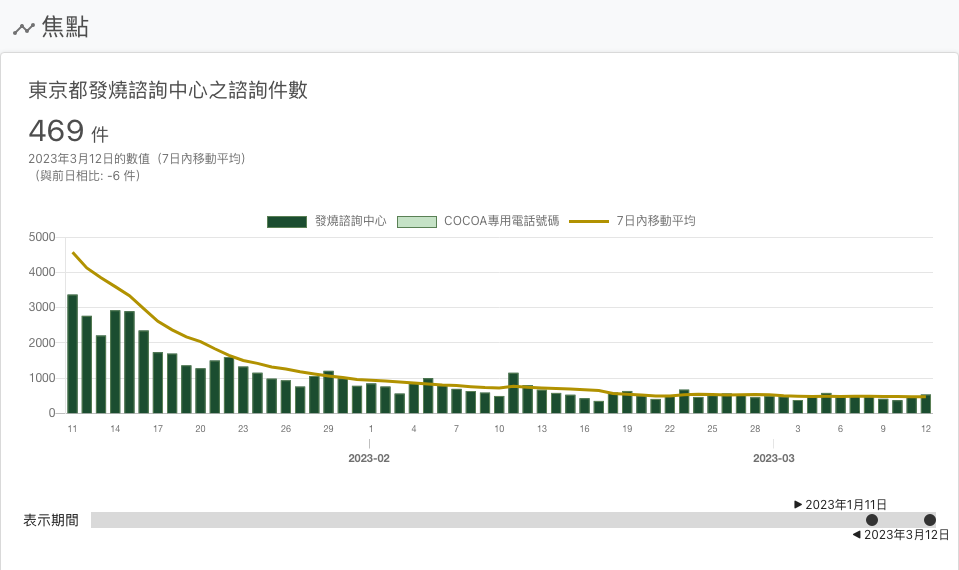 焦點
東京都發燒諮詢中心之諮詢件數
469 件
2023年3月12日的數值（7日內移動平均）
（與前日相比: -6 件）
發燒諮詢中心 COCOA專用電話號碼 7日內移動平均
5000
4000
3000
2000
1000
0
11 14 17 20 23 26 29 1 4 7 10 13 16 19 22 25 28 3 6 9 12
2023-02 2023-03
▶ 2023年1月11日
表示期間
◀ 2023年3月12日